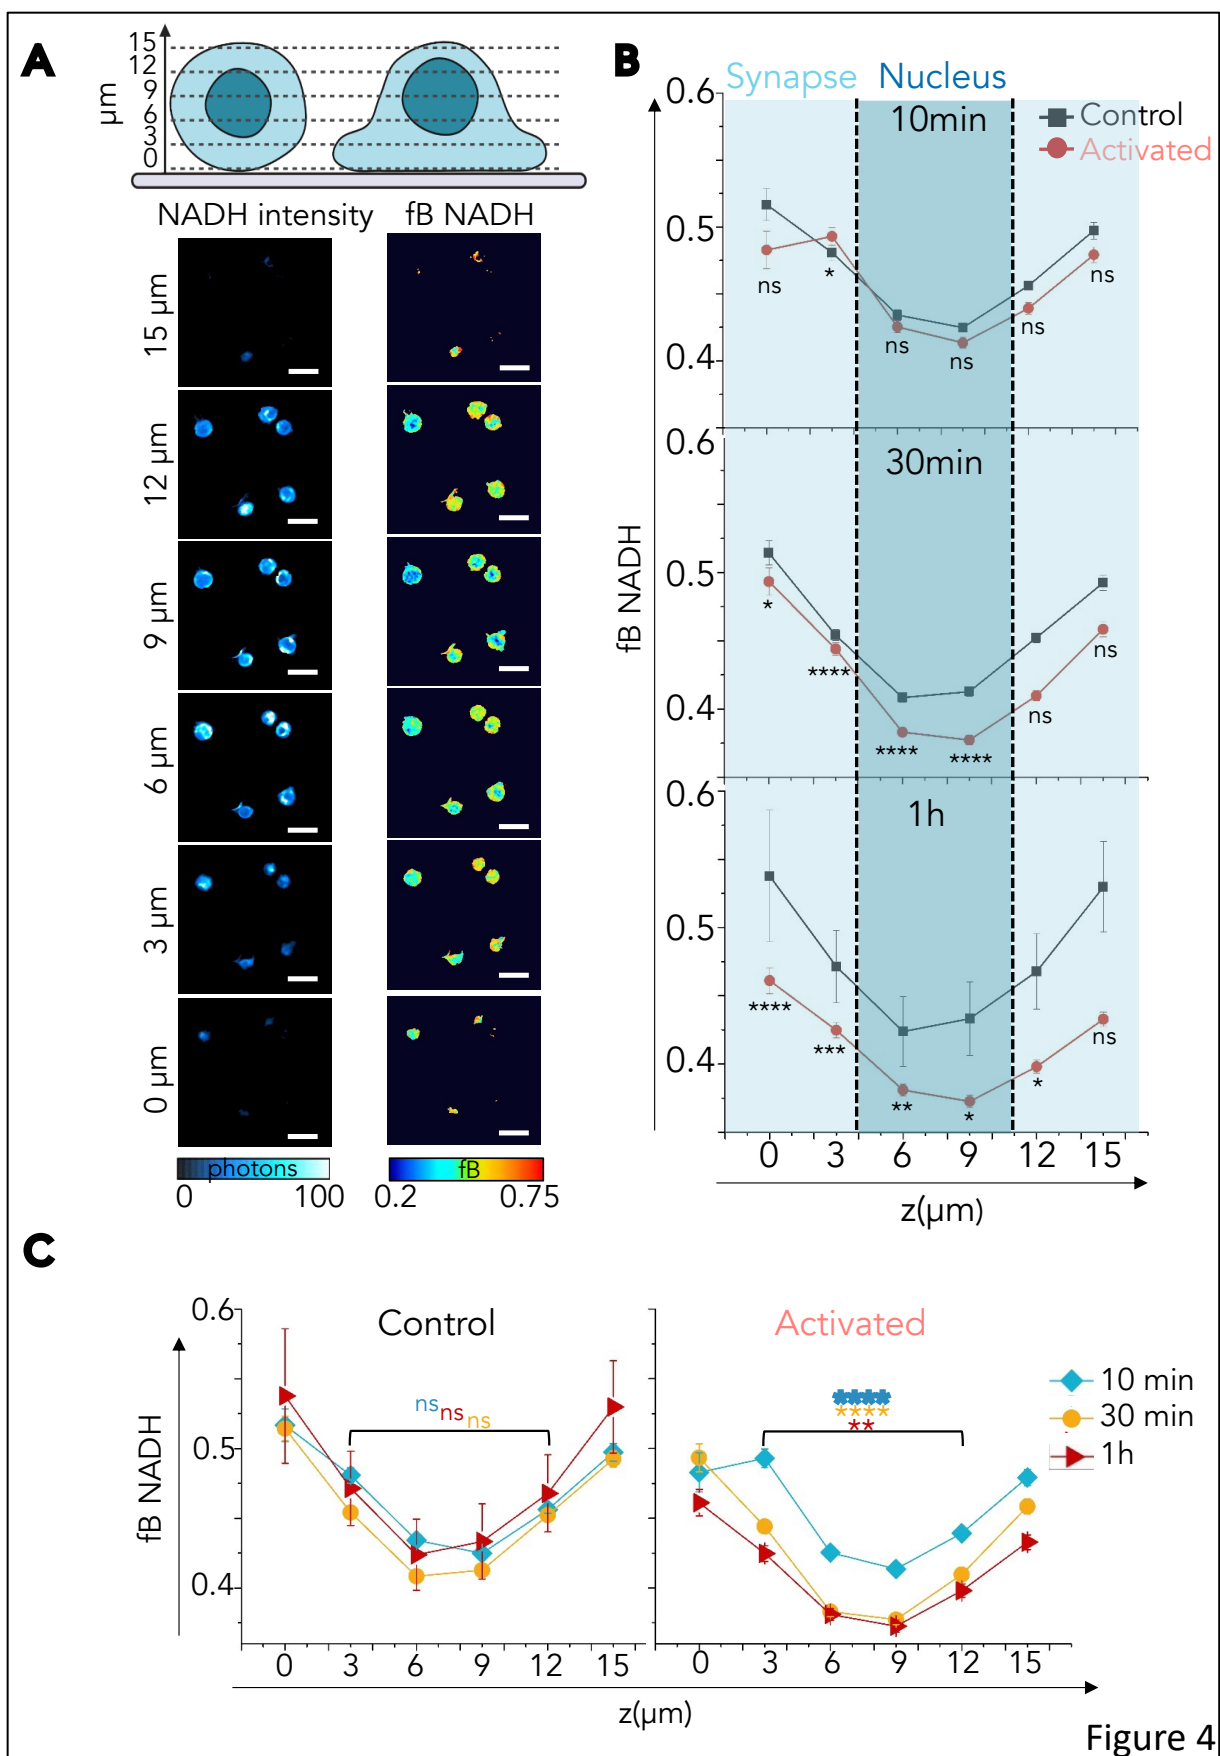 A
15
12
9
6
3
0
µm
NADH intensity
fB NADH
15 µm
12 µm
9 µm
6 µm
3 µm
0 µm
photons
0
100
fB
0.2
0.75
B
Synapse
Nucleus
10min
Control
Activated
0.6
0.5
0.4
ns
*
ns
ns
ns
ns
30min
0.6
0.5
0.4
*
****
****
****
ns
ns
1h
0.6
0.5
0.4
****
***
**
*
*
ns
fB NADH
0 3 6 9 12 15
z(µm)
C
Control
0.6
0.5
0.4
ns
ns
ns
fB NADH
0 3 6 9 12 15
Activated
****
****
**
10 min
30 min
1h
0 3 6 9 12 15
z(µm)
Figure 4